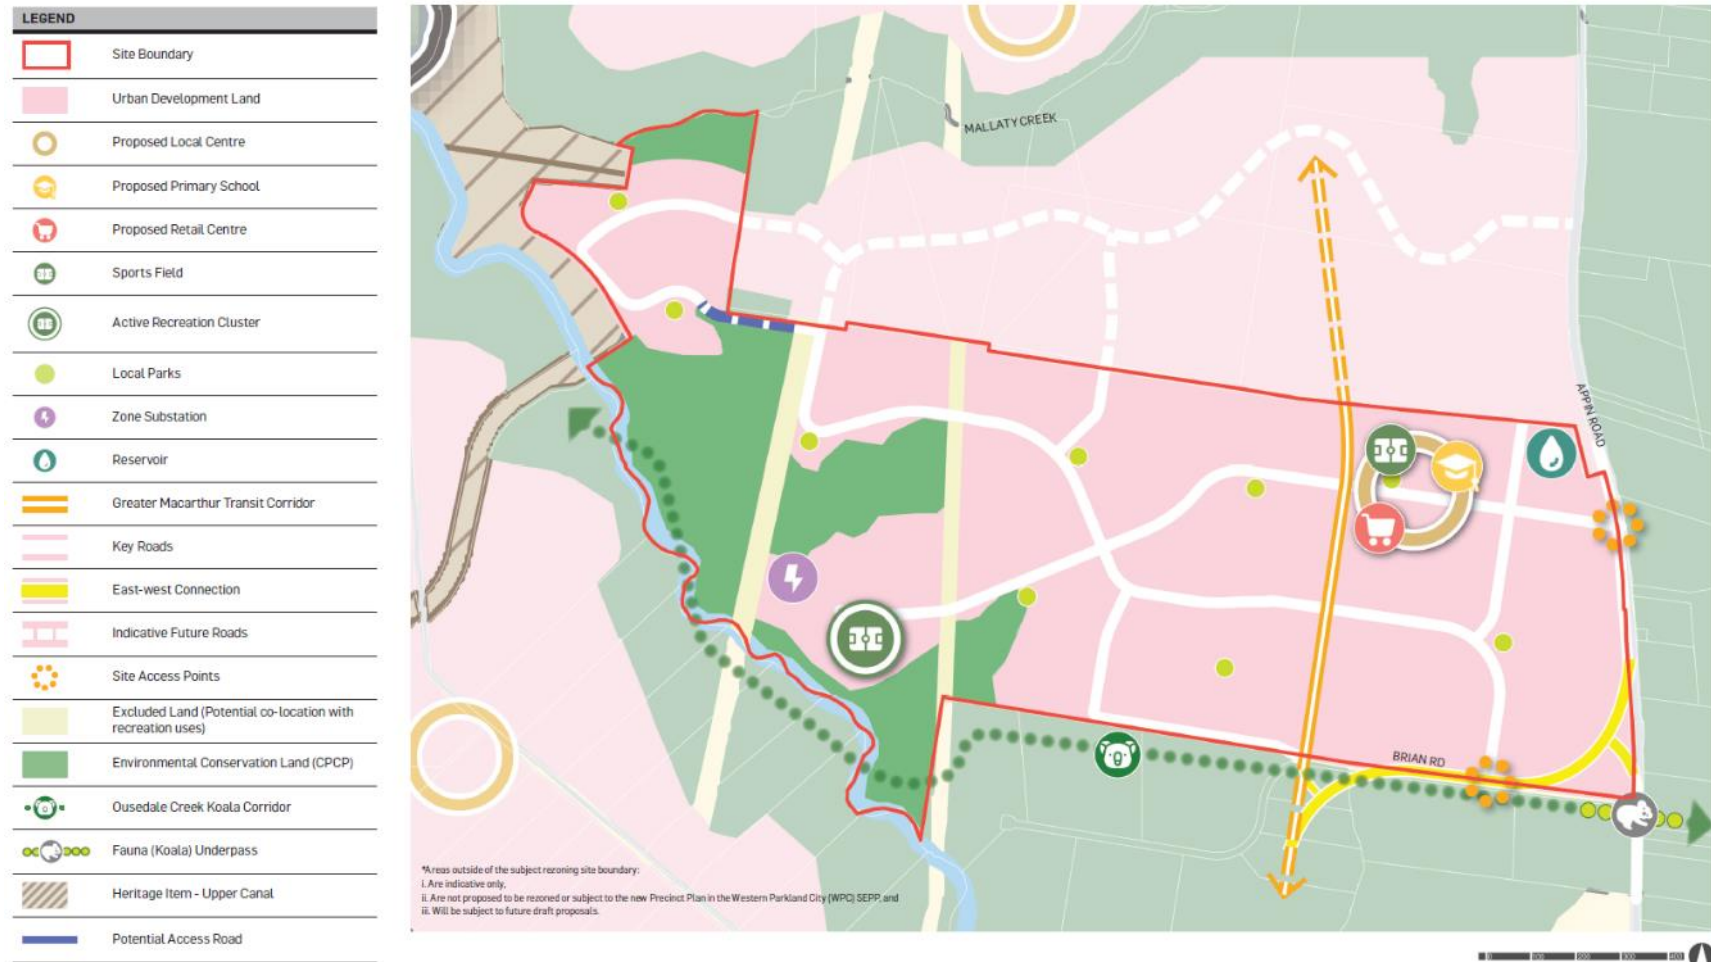 LEGEND
Site Boundary
Urban Development Land
Proposed Local Centre
Proposed Primary School
Proposed Retail Centre
Sports Field
Active Recreation Cluster
Local Parks
Zone Substation
Reservoir
Greater Macarthur Transit Corridor
Key Roads
East-west Connection
Indicative Future Roads
Site Access Points
Excluded Land (Potential co-location with
recreation uses)
Environmental Conservation Land (CPCP)
Ousedale Creek Koala Corridor
Fauna (Koala) Underpass
Heritage Item - Upper Canal
Potential Access Road
MALLATY CREEK
APPIN ROAD
BRIAN RD
*Areas outside of the subject rezoning site boundary:
i. Are indicative only,
ii. Are not proposed to be rezoned or subject to the new Precinct Plan in the Western Parkland City (WPC) SEPP, and
iii. Will be subject to future draft proposals.
0 100 200 300 400